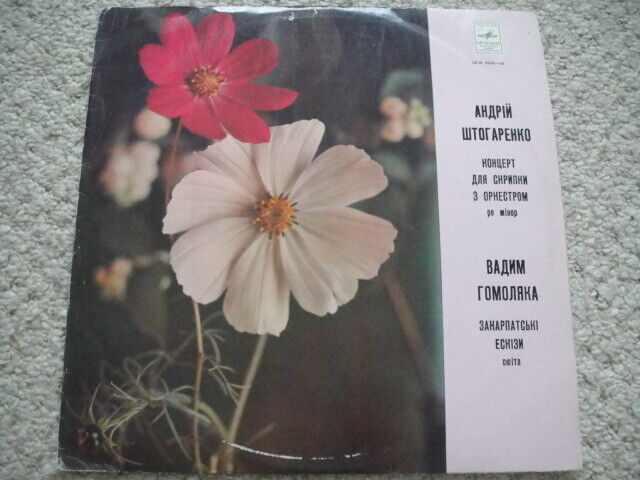 АНДРІЙ
ШТОГАРЕНКО
КОНЦЕРТ
ДЛЯ СКРИПКИ
З ОРКЕСТРОМ
ре мінор
ВАДИМ
ГОМОЛЯКА
ЗАКАРПАТСЬКІ
ЕСКІЗИ
сюїта